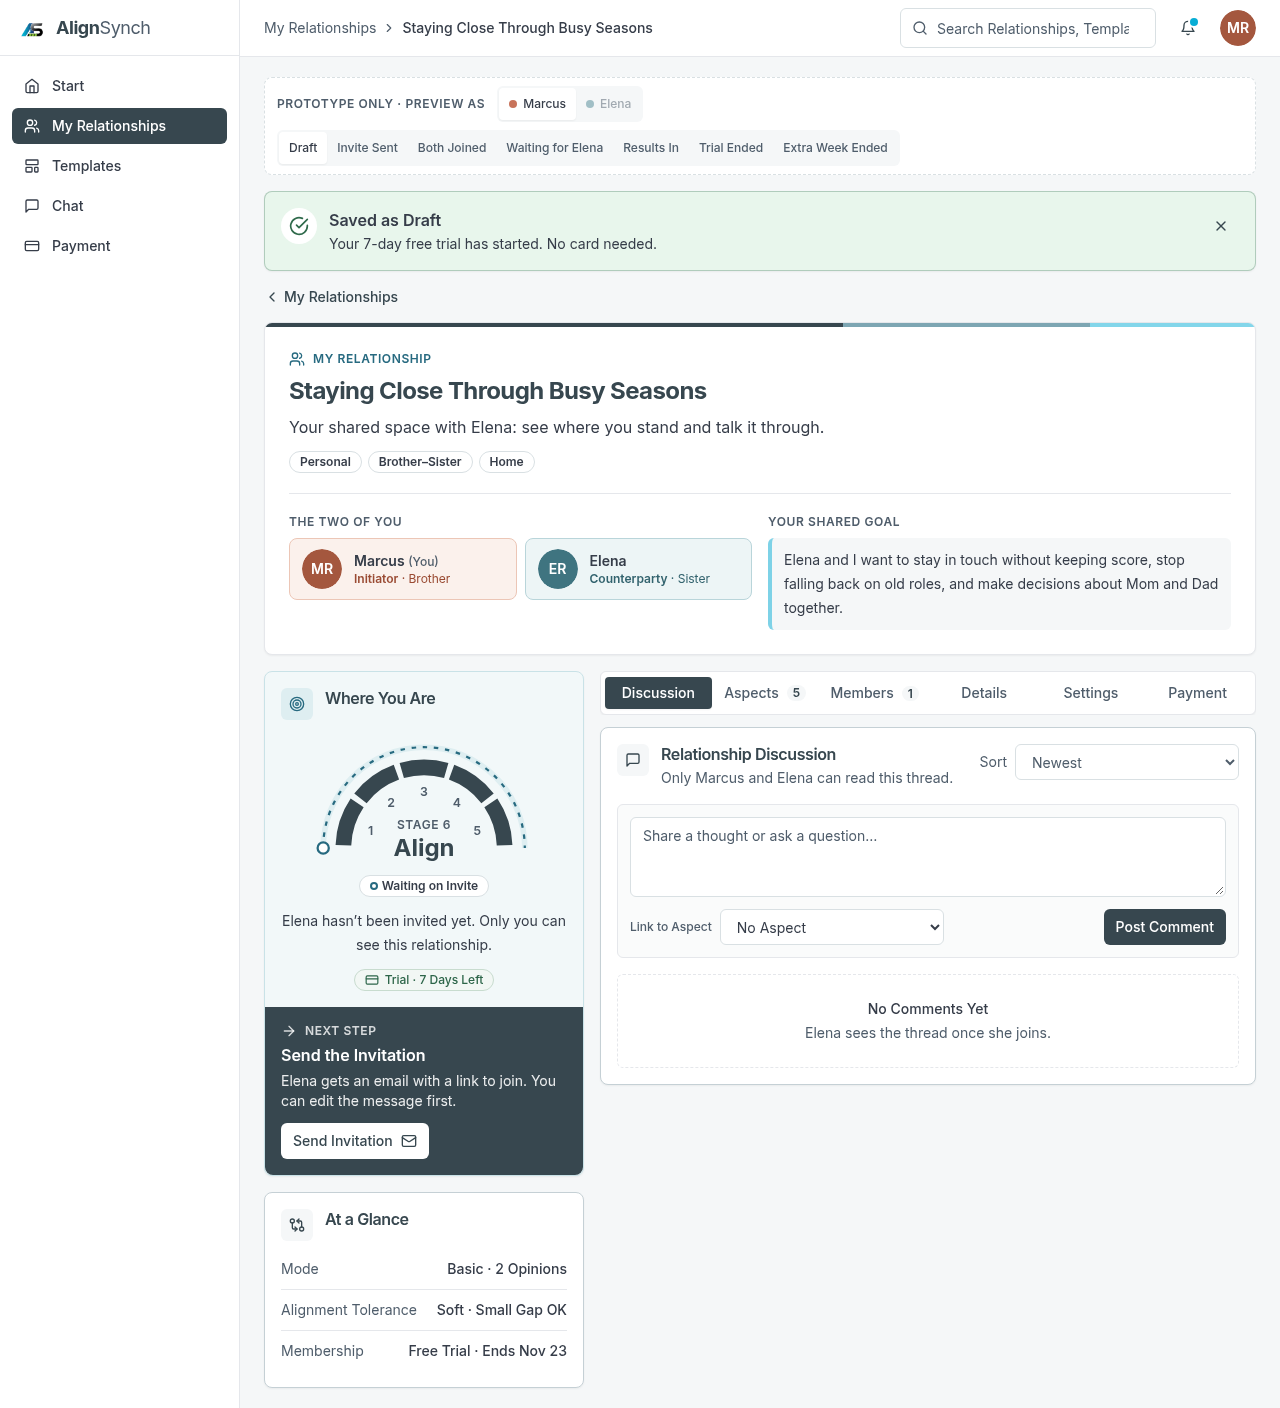 AlignSynch
My Relationships > Staying Close Through Busy Seasons
Search Relationships, Templa
MR
Start
My Relationships
Templates
Chat
Payment
PROTOTYPE ONLY · PREVIEW AS
Marcus
Elena
Draft
Invite Sent
Both Joined
Waiting for Elena
Results In
Trial Ended
Extra Week Ended
Saved as Draft
Your 7-day free trial has started. No card needed.
My Relationships
MY RELATIONSHIP
Staying Close Through Busy Seasons
Your shared space with Elena: see where you stand and talk it through.
Personal
Brother–Sister
Home
THE TWO OF YOU
MR
Marcus (You)
Initiator · Brother
ER
Elena
Counterparty · Sister
YOUR SHARED GOAL
Elena and I want to stay in touch without keeping score, stop
falling back on old roles, and make decisions about Mom and Dad
together.
Where You Are
1
2
3
4
5
STAGE 6
Align
Waiting on Invite
Elena hasn’t been invited yet. Only you can
see this relationship.
Trial · 7 Days Left
NEXT STEP
Send the Invitation
Elena gets an email with a link to join. You
can edit the message first.
Send Invitation
At a Glance
Mode
Basic · 2 Opinions
Alignment Tolerance
Soft · Small Gap OK
Membership
Free Trial · Ends Nov 23
Discussion
Aspects 5
Members 1
Details
Settings
Payment
Relationship Discussion
Only Marcus and Elena can read this thread.
Sort
Newest
Share a thought or ask a question…
Link to Aspect
No Aspect
Post Comment
No Comments Yet
Elena sees the thread once she joins.